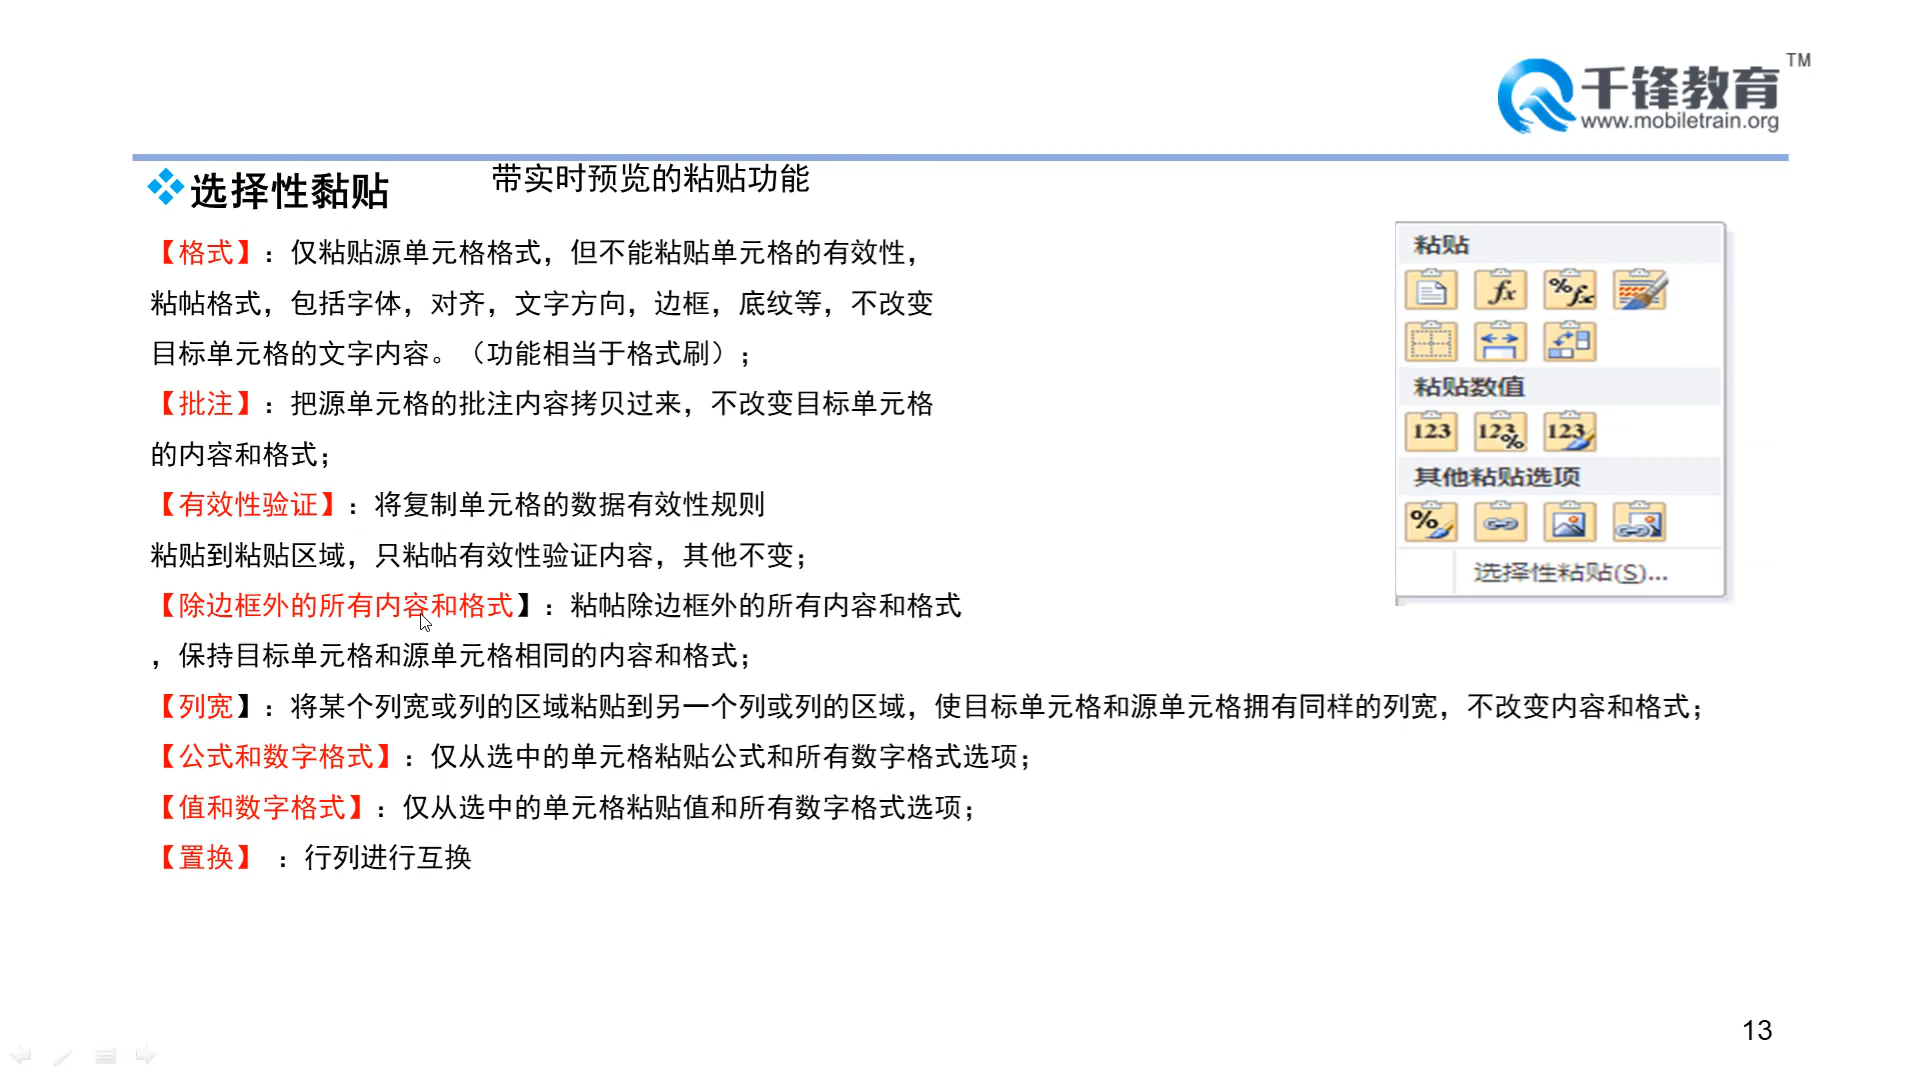 千锋教育 TM
www.mobiletrain.org
选择性黏贴
带实时预览的粘贴功能
【格式】：仅粘贴源单元格格式，但不能粘贴单元格的有效性，
粘帖格式，包括字体，对齐，文字方向，边框，底纹等，不改变
目标单元格的文字内容。（功能相当于格式刷）；
【批注】：把源单元格的批注内容拷贝过来，不改变目标单元格
的内容和格式；
【有效性验证】：将复制单元格的数据有效性规则
粘贴到粘贴区域，只粘帖有效性验证内容，其他不变；
【除边框外的所有内容和格式】：粘帖除边框外的所有内容和格式
，保持目标单元格和源单元格相同的内容和格式；
【列宽】：将某个列宽或列的区域粘贴到另一个列或列的区域，使目标单元格和源单元格拥有同样的列宽，不改变内容和格式；
【公式和数字格式】：仅从选中的单元格粘贴公式和所有数字格式选项；
【值和数字格式】：仅从选中的单元格粘贴值和所有数字格式选项；
【置换】 ：行列进行互换
粘贴
fx %fx
粘贴数值
123 123% 123
其他粘贴选项
%
选择性粘贴(S)...
13